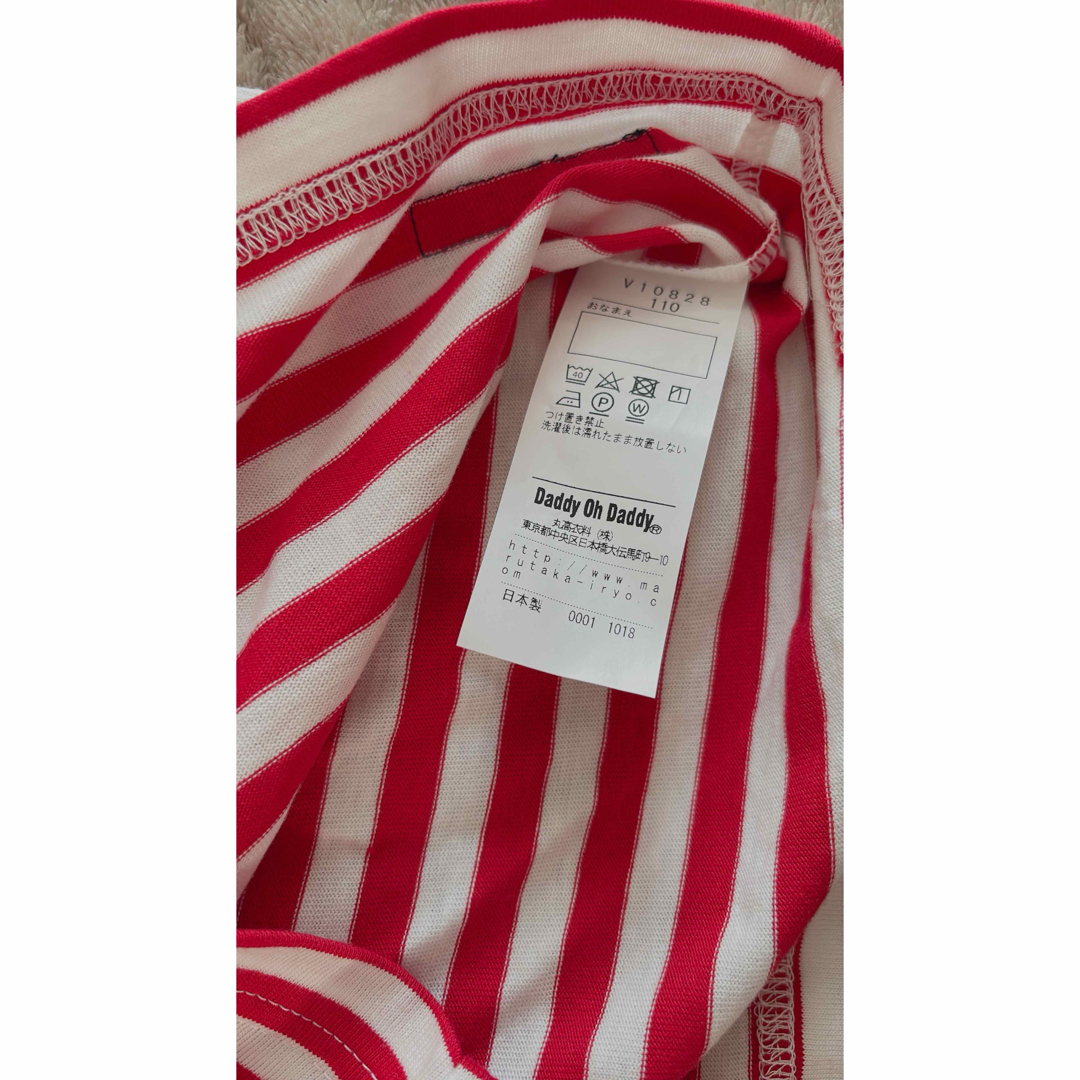 V10828
110
おなまえ
40
P W
つけ置き禁止
洗濯後は濡れたまま放置しない
Daddy Oh Daddy®
丸高衣料(株)
東京都中央区日本橋大伝馬町9-10
http://www.ma
rutaka-iryo.c
om
日本製 0001 1018